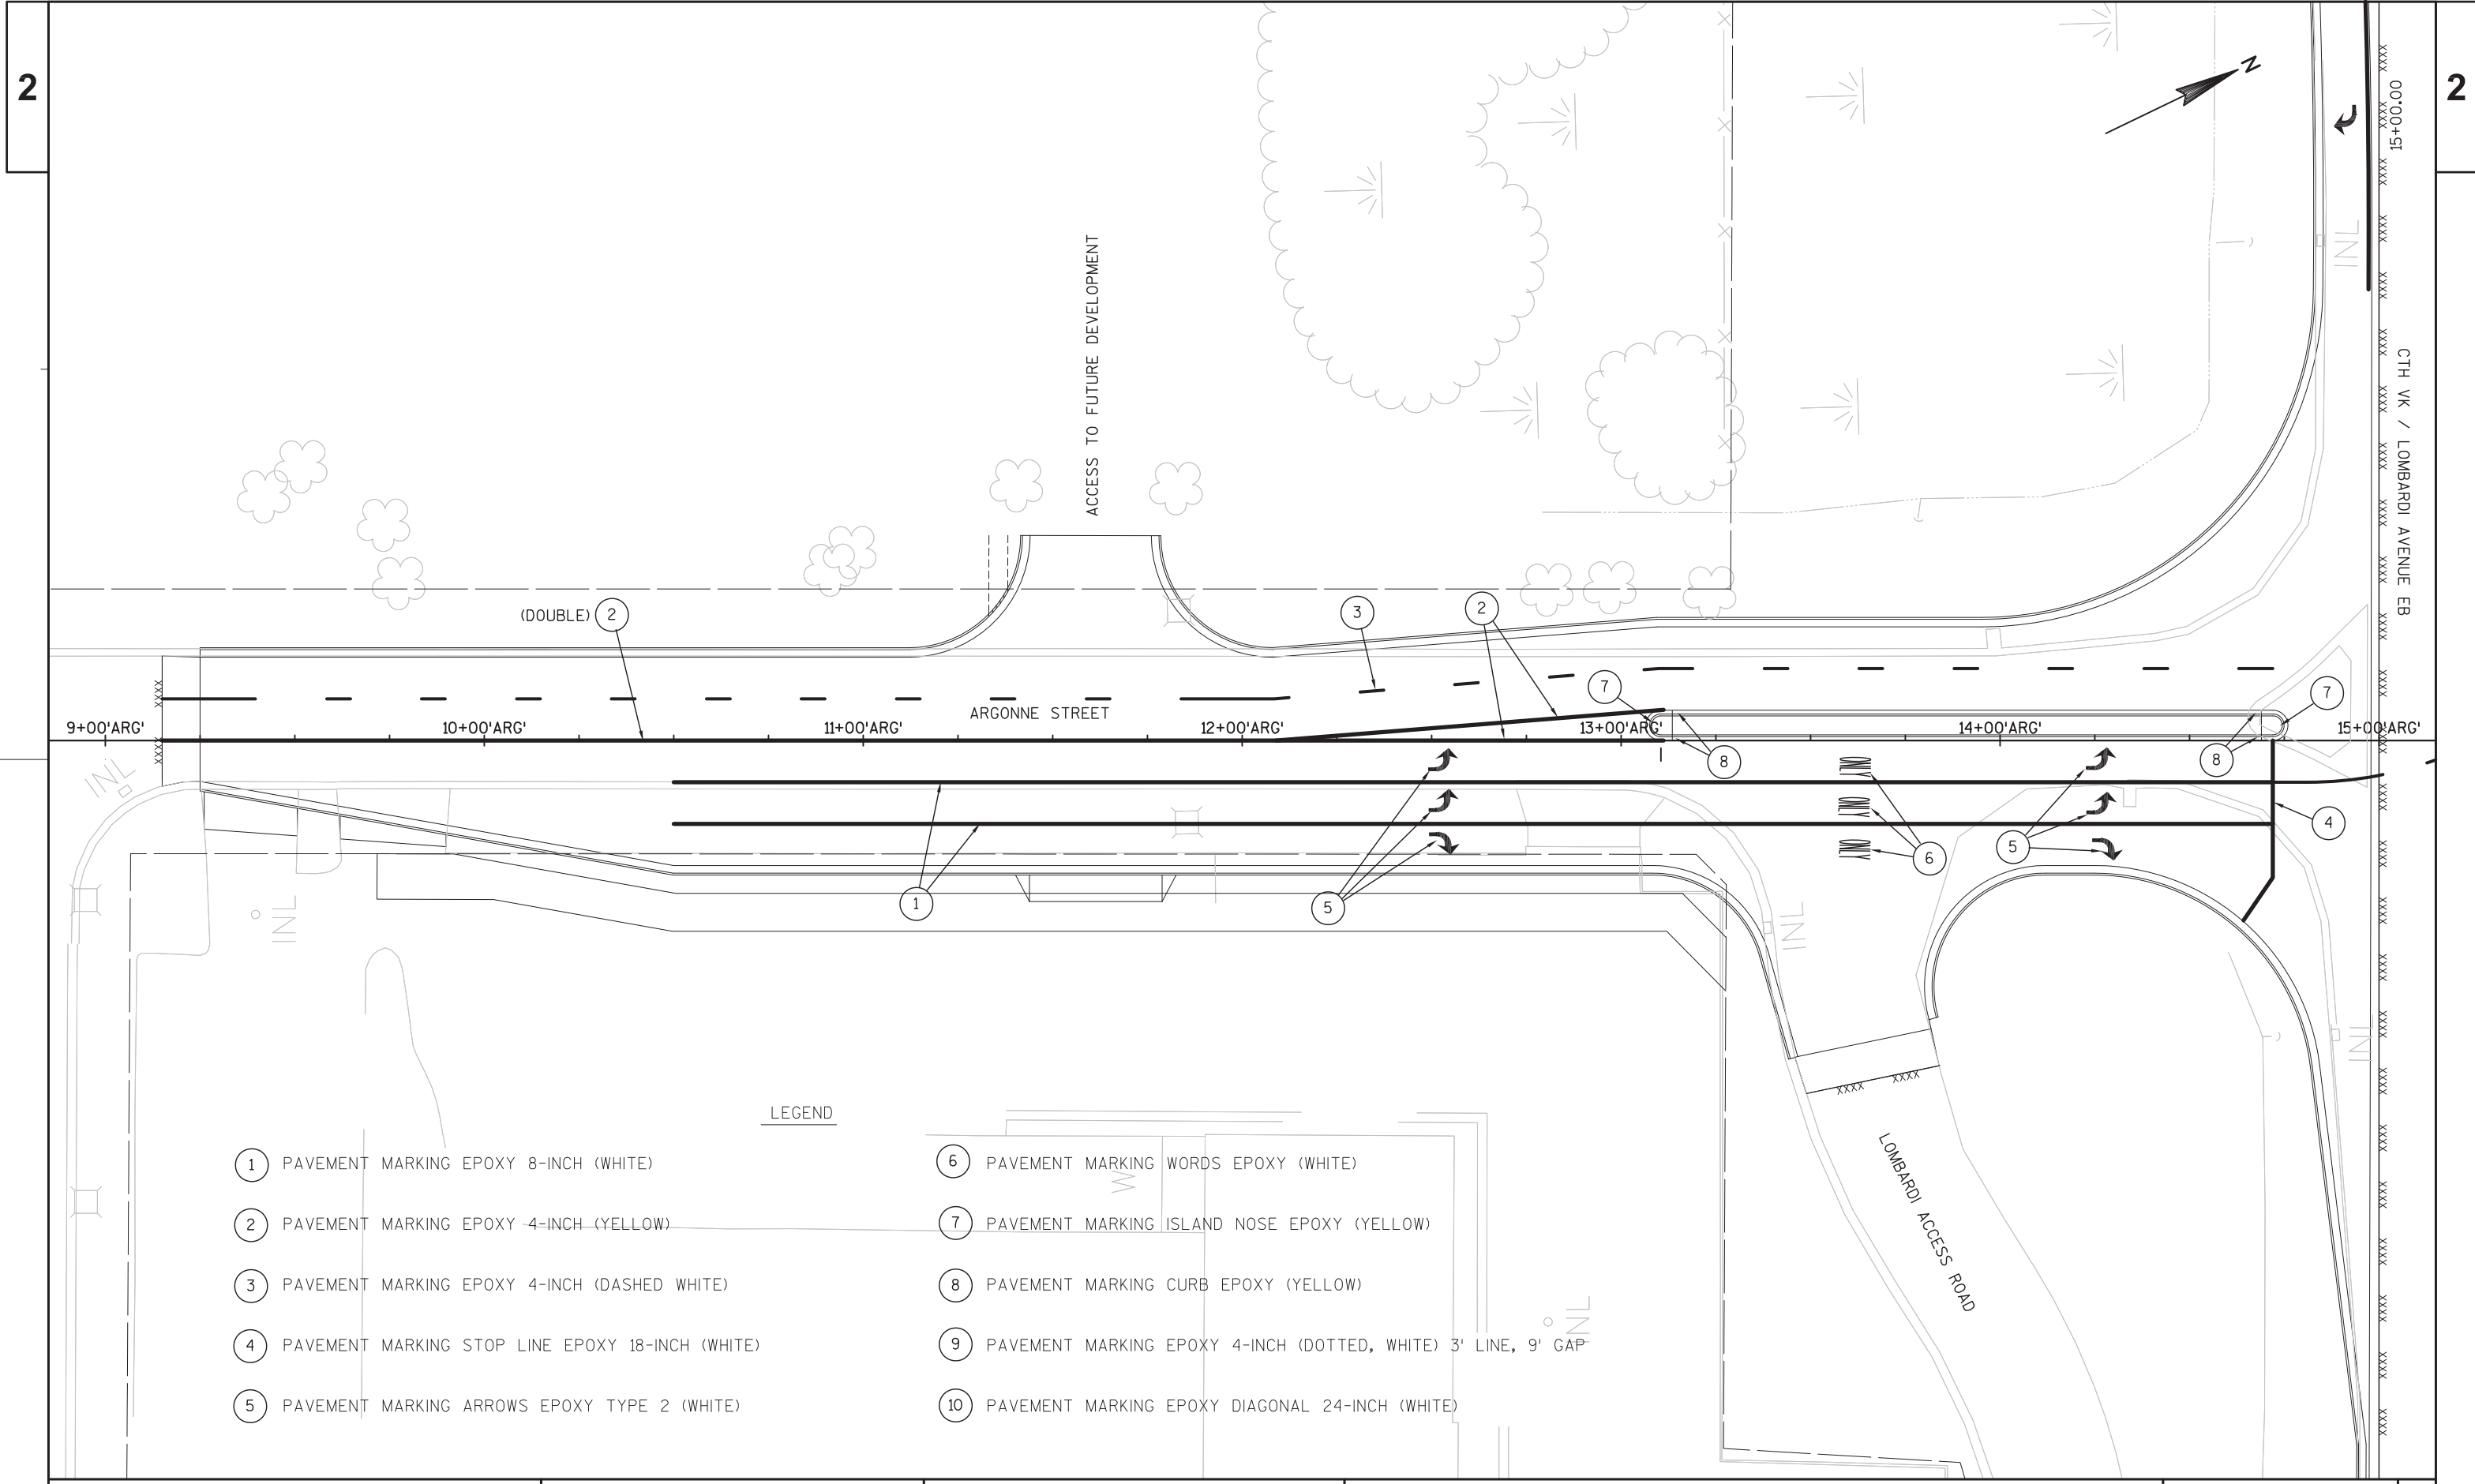 2
2
N
15+00.00
INL
ACCESS TO FUTURE DEVELOPMENT
CTH VK / LOMBARDI AVENUE EB
(DOUBLE) 2
3
2
7
7
ARGONNE STREET
9+00'ARG'
10+00'ARG'
11+00'ARG'
12+00'ARG'
13+00'ARG'
14+00'ARG'
15+00'ARG'
8
8
INL
4
5
6
1
5
INL
INL
INL
LOMBARDI ACCESS ROAD
LEGEND
1 PAVEMENT MARKING EPOXY 8-INCH (WHITE)
2 PAVEMENT MARKING EPOXY 4-INCH (YELLOW)
3 PAVEMENT MARKING EPOXY 4-INCH (DASHED WHITE)
4 PAVEMENT MARKING STOP LINE EPOXY 18-INCH (WHITE)
5 PAVEMENT MARKING ARROWS EPOXY TYPE 2 (WHITE)
6 PAVEMENT MARKING WORDS EPOXY (WHITE)
W
7 PAVEMENT MARKING ISLAND NOSE EPOXY (YELLOW)
8 PAVEMENT MARKING CURB EPOXY (YELLOW)
INL
9 PAVEMENT MARKING EPOXY 4-INCH (DOTTED, WHITE) 3' LINE, 9' GAP
10 PAVEMENT MARKING EPOXY DIAGONAL 24-INCH (WHITE)